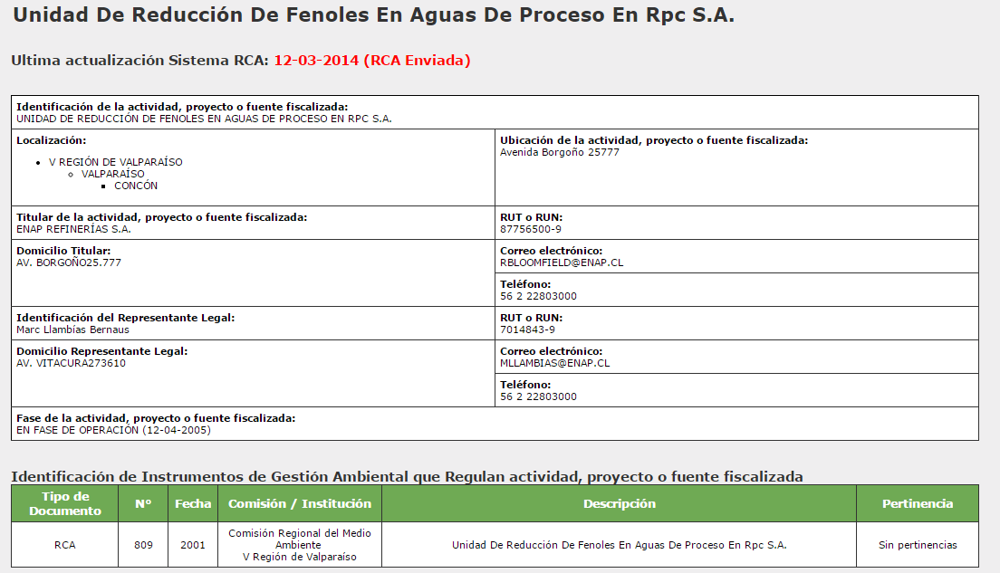 Unidad De Reducción De Fenoles En Aguas De Proceso En Rpc S.A.
Ultima actualización Sistema RCA: 12-03-2014 (RCA Enviada)
Identificación de la actividad, proyecto o fuente fiscalizada:
UNIDAD DE REDUCCIÓN DE FENOLES EN AGUAS DE PROCESO EN RPC S.A.
Localización:
V REGIÓN DE VALPARAÍSO
VALPARAÍSO
CONCÓN
Ubicación de la actividad, proyecto o fuente fiscalizada:
Avenida Borgoño 25777
Titular de la actividad, proyecto o fuente fiscalizada:
ENAP REFINERÍAS S.A.
RUT o RUN:
87756500-9
Domicilio Titular:
AV. BORGOÑO25.777
Correo electrónico:
RBLOOMFIELD@ENAP.CL
Teléfono:
56 2 22803000
Identificación del Representante Legal:
Marc Llambías Bernaus
RUT o RUN:
7014843-9
Domicilio Representante Legal:
AV. VITACURA273610
Correo electrónico:
MLLAMBIAS@ENAP.CL
Teléfono:
56 2 22803000
Fase de la actividad, proyecto o fuente fiscalizada:
EN FASE DE OPERACIÓN (12-04-2005)
Identificación de Instrumentos de Gestión Ambiental que Regulan actividad, proyecto o fuente fiscalizada
Tipo de
Documento
Nº
Fecha
Comisión / Institución
Descripción
Pertinencia
RCA
809
2001
Comisión Regional del Medio
Ambiente
V Región de Valparaíso
Unidad De Reducción De Fenoles En Aguas De Proceso En Rpc S.A.
Sin pertinencias